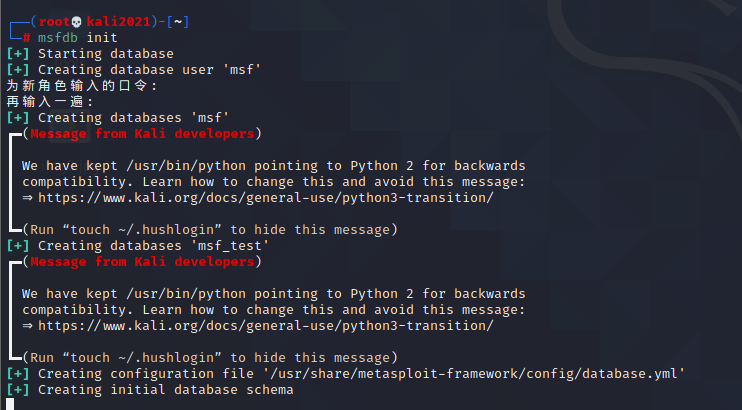 ┌──(root💀kali2021)-[~]
└─# msfdb init
[+] Starting database
[+] Creating database user 'msf'
为新角色输入的口令：
再输入一遍：
[+] Creating databases 'msf'
┏━(Message from Kali developers)
┃ We have kept /usr/bin/python pointing to Python 2 for backwards
┃ compatibility. Learn how to change this and avoid this message:
┃ ⇒ https://www.kali.org/docs/general-use/python3-transition/
┗━(Run “touch ~/.hushlogin” to hide this message)
[+] Creating databases 'msf_test'
┏━(Message from Kali developers)
┃ We have kept /usr/bin/python pointing to Python 2 for backwards
┃ compatibility. Learn how to change this and avoid this message:
┃ ⇒ https://www.kali.org/docs/general-use/python3-transition/
┗━(Run “touch ~/.hushlogin” to hide this message)
[+] Creating configuration file '/usr/share/metasploit-framework/config/database.yml'
[+] Creating initial database schema